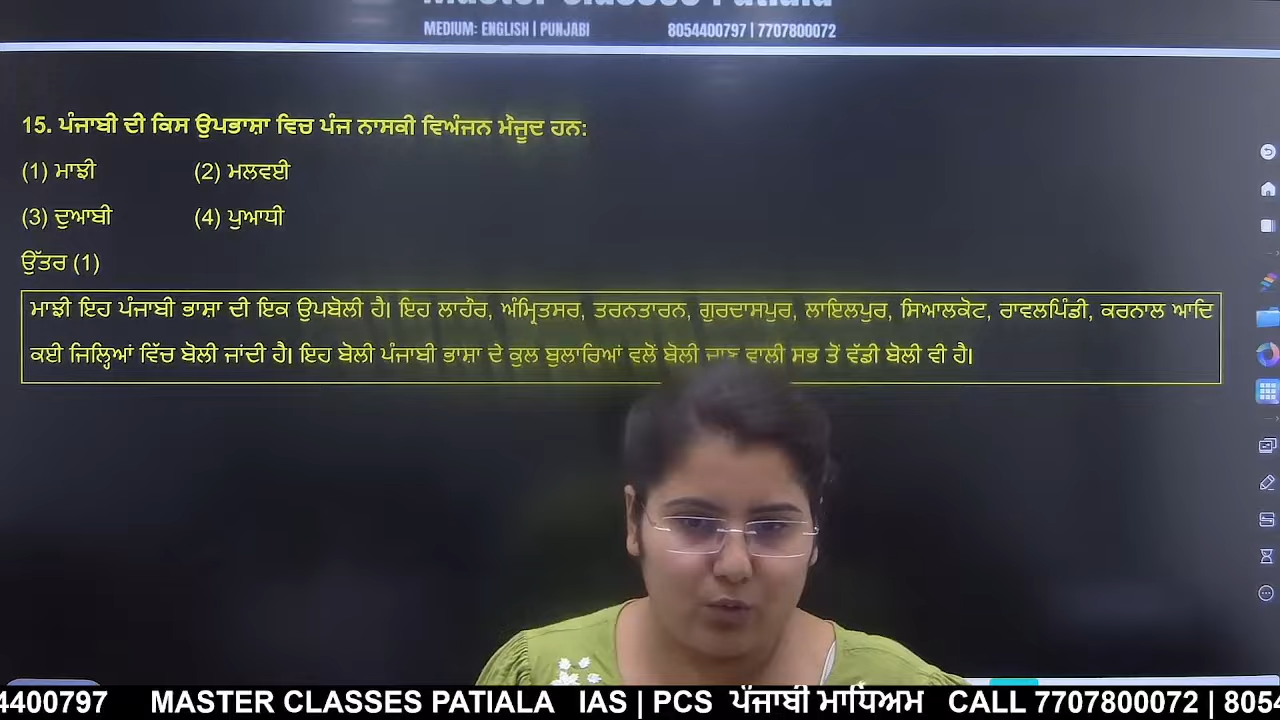 MEDIUM: ENGLISH | PUNJABI 8054400797 | 7707800072
15. ਪੰਜਾਬੀ ਦੀ ਕਿਸ ਉਪਭਾਸ਼ਾ ਵਿਚ ਪੰਜ ਨਾਸਕੀ ਵਿਅੰਜਨ ਮੌਜੂਦ ਹਨ:
(1) ਮਾਝੀ (2) ਮਲਵਈ
(3) ਦੁਆਬੀ (4) ਪੁਆਧੀ
ਉੱਤਰ (1)
ਮਾਝੀ ਇਹ ਪੰਜਾਬੀ ਭਾਸ਼ਾ ਦੀ ਇਕ ਉਪਬੋਲੀ ਹੈ। ਇਹ ਲਾਹੌਰ, ਅੰਮ੍ਰਿਤਸਰ, ਤਰਨਤਾਰਨ, ਗੁਰਦਾਸਪੁਰ, ਲਾਇਲਪੁਰ, ਸਿਆਲਕੋਟ, ਰਾਵਲਪਿੰਡੀ, ਕਰਨਾਲ ਆਦਿ
ਕਈ ਜਿਲ੍ਹਿਆਂ ਵਿੱਚ ਬੋਲੀ ਜਾਂਦੀ ਹੈ। ਇਹ ਬੋਲੀ ਪੰਜਾਬੀ ਭਾਸ਼ਾ ਦੇ ਕੁਲ ਬੁਲਾਰਿਆਂ ਵਲੋਂ ਬੋਲੀ ਜਾਣ ਵਾਲੀ ਸਭ ਤੋਂ ਵੱਡੀ ਬੋਲੀ ਵੀ ਹੈ।
4400797 MASTER CLASSES PATIALA IAS | PCS ਪੰਜਾਬੀ ਮਾਧਿਅਮ CALL 7707800072 | 805